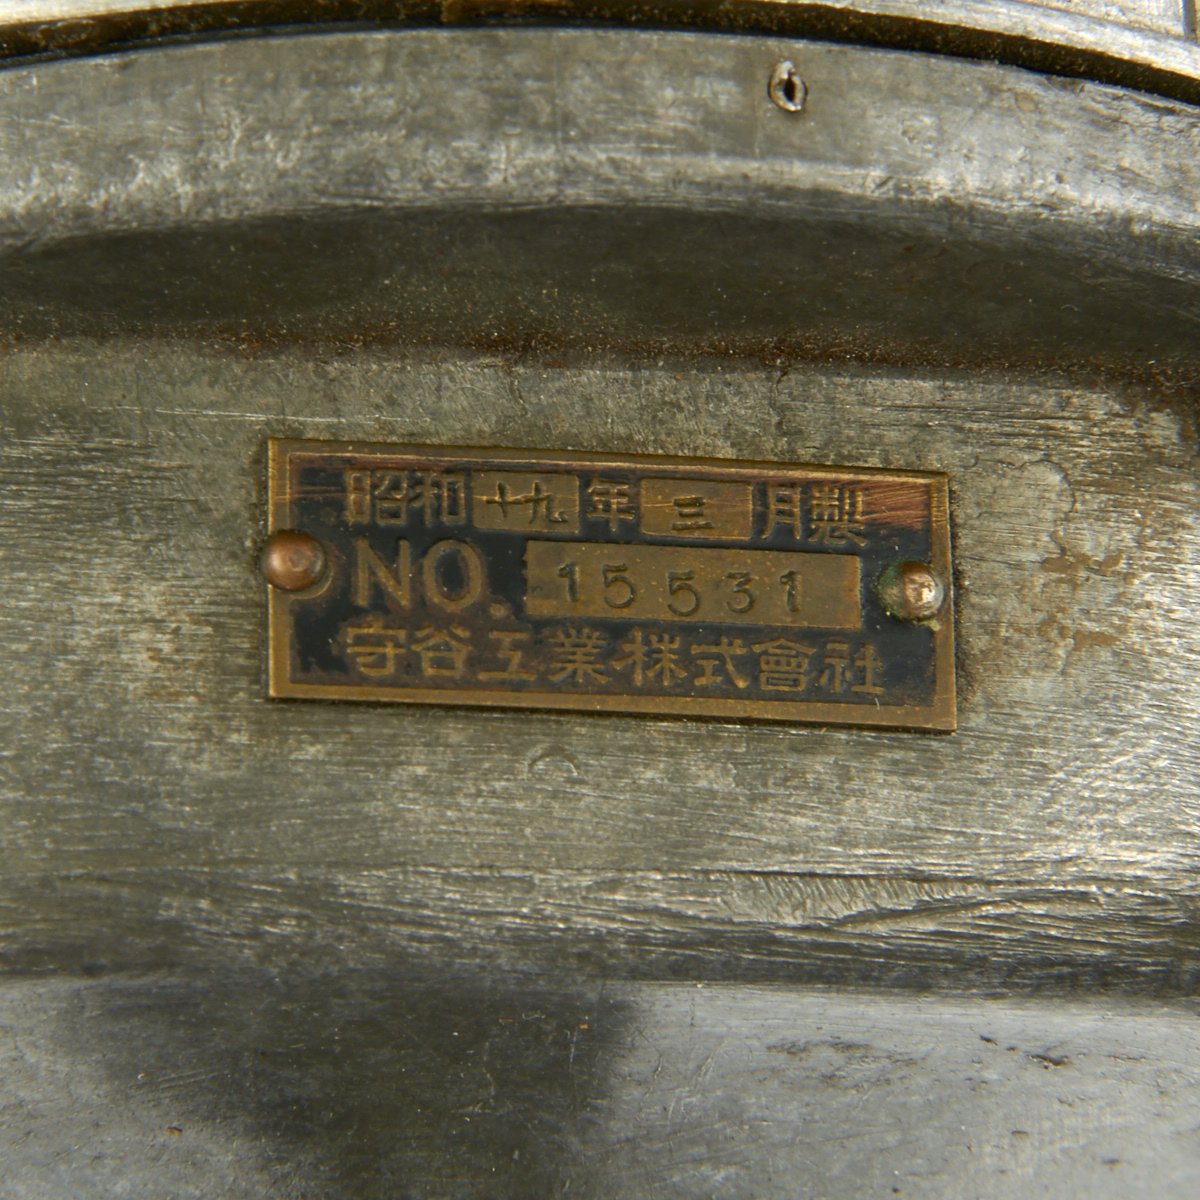 昭和十九年三月製
NO. 15531
守谷工業株式會社